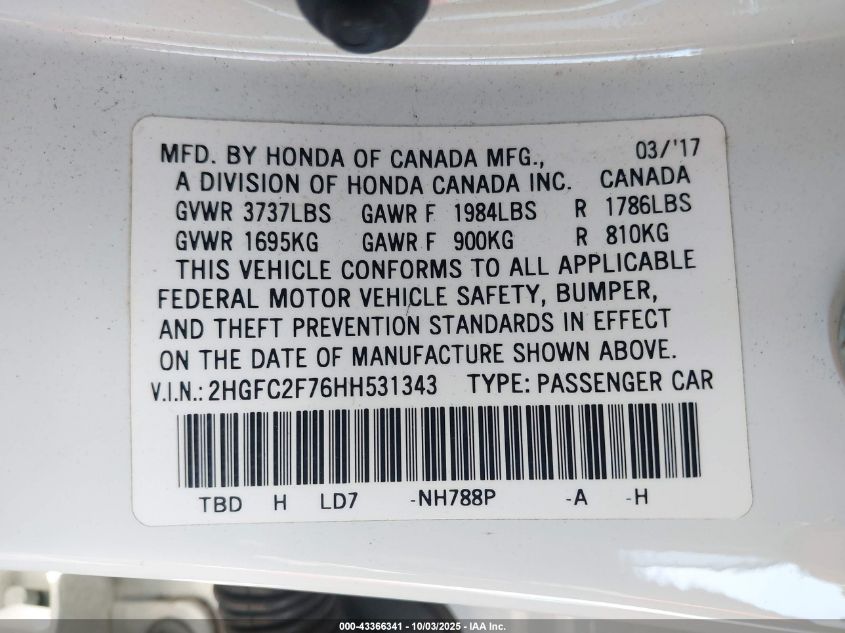 MFD. BY HONDA OF CANADA MFG., 03/'17
A DIVISION OF HONDA CANADA INC. CANADA
GVWR 3737LBS GAWR F 1984LBS R 1786LBS
GVWR 1695KG GAWR F 900KG R 810KG
THIS VEHICLE CONFORMS TO ALL APPLICABLE
FEDERAL MOTOR VEHICLE SAFETY, BUMPER,
AND THEFT PREVENTION STANDARDS IN EFFECT
ON THE DATE OF MANUFACTURE SHOWN ABOVE.
V.I.N.: 2HGFC2F76HH531343 TYPE: PASSENGER CAR
TBD H LD7 -NH788P -A -H
000-43366341 - 10/03/2025 - IAA Inc.